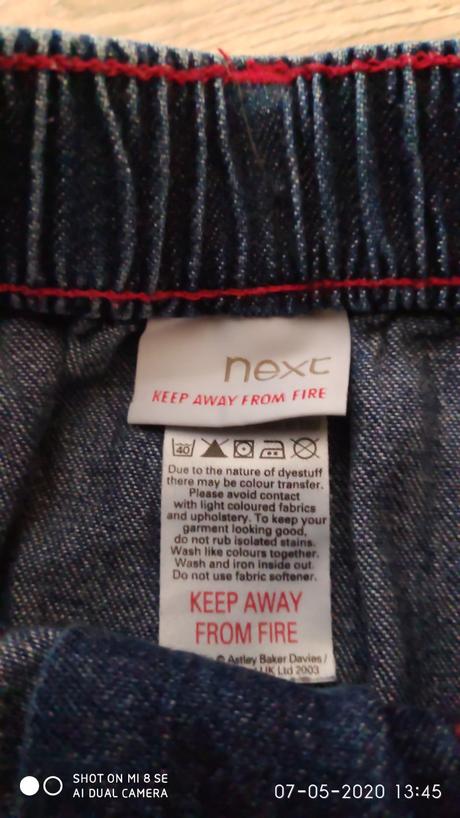 next
KEEP AWAY FROM FIRE
40
Due to the nature of dyestuff
there may be colour transfer.
Please avoid contact
with light coloured fabrics
and upholstery. To keep your
garment looking good,
do not rub isolated stains.
Wash like colours together.
Wash and iron inside out.
Do not use fabric softener.
KEEP AWAY
FROM FIRE
© Astley Baker Davies/
UK Ltd 2003
SHOT ON MI 8 SE
AI DUAL CAMERA
07-05-2020 13:45